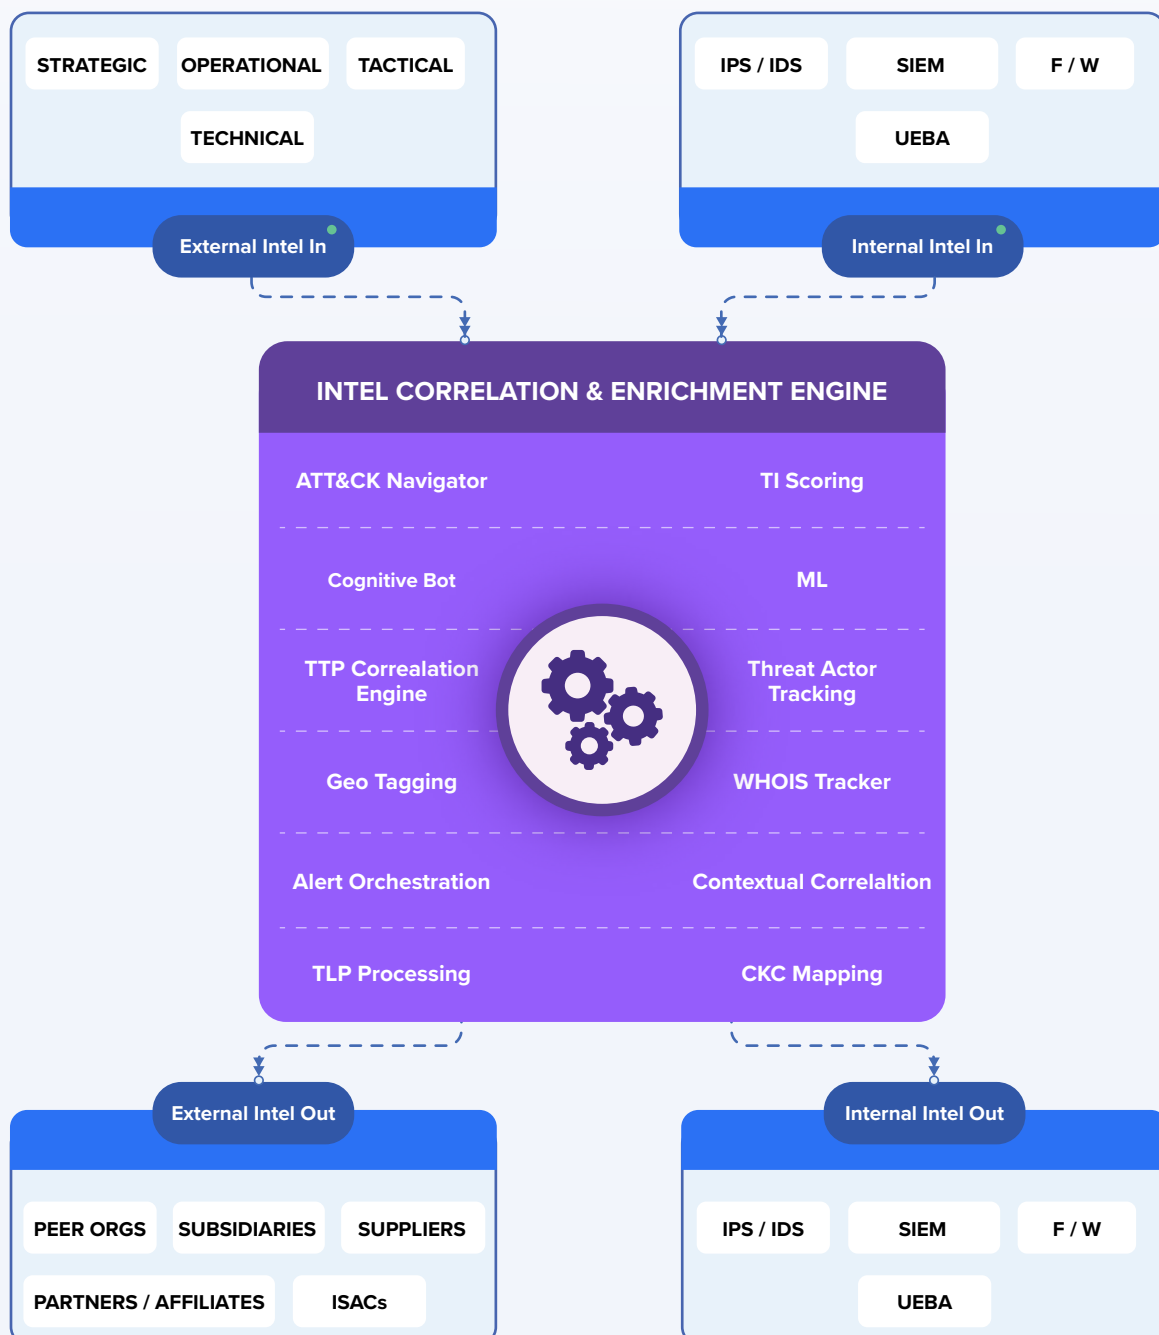 STRATEGIC
OPERATIONAL
TACTICAL
TECHNICAL
External Intel In
IPS / IDS
SIEM
F / W
UEBA
Internal Intel In
INTEL CORRELATION & ENRICHMENT ENGINE
ATT&CK Navigator
TI Scoring
Cognitive Bot
ML
TTP Correalation
Engine
Threat Actor
Tracking
Geo Tagging
WHOIS Tracker
Alert Orchestration
Contextual Correlaltion
TLP Processing
CKC Mapping
External Intel Out
PEER ORGS
SUBSIDIARIES
SUPPLIERS
PARTNERS / AFFILIATES
ISACs
Internal Intel Out
IPS / IDS
SIEM
F / W
UEBA